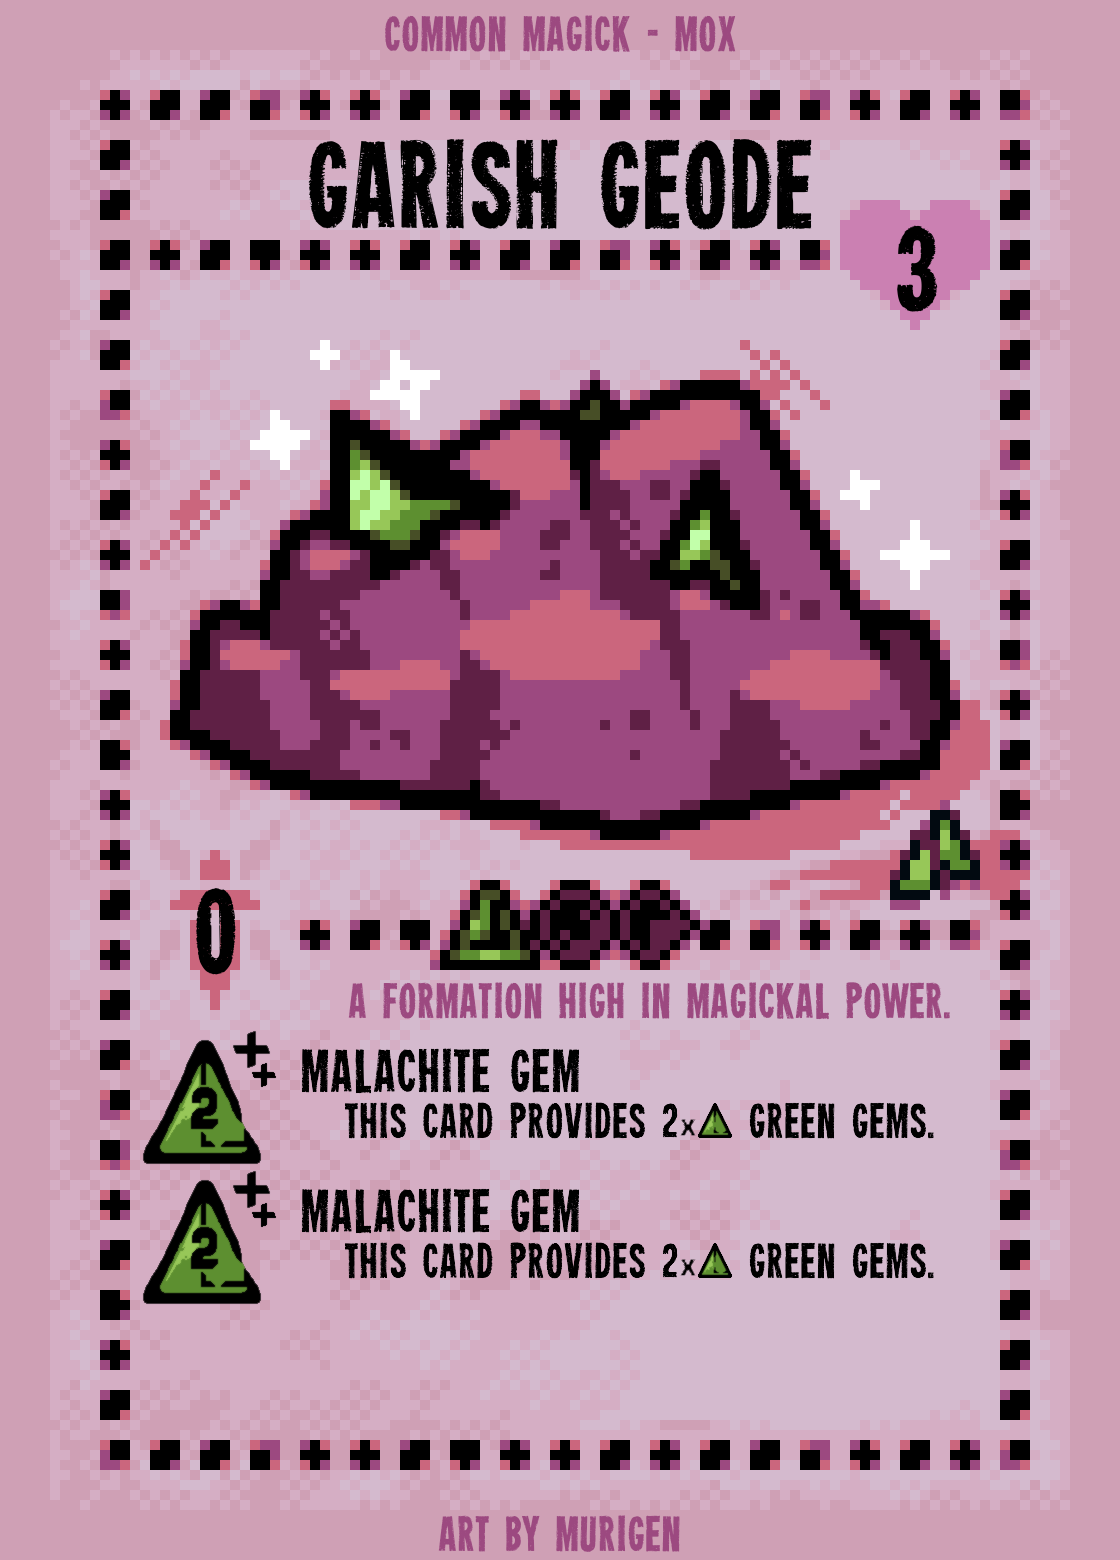 COMMON MAGICK - MOX
GARISH GEODE
3
0
A FORMATION HIGH IN MAGICKAL POWER.
2
MALACHITE GEM
THIS CARD PROVIDES 2x GREEN GEMS.
2
MALACHITE GEM
THIS CARD PROVIDES 2x GREEN GEMS.
ART BY MURIGEN